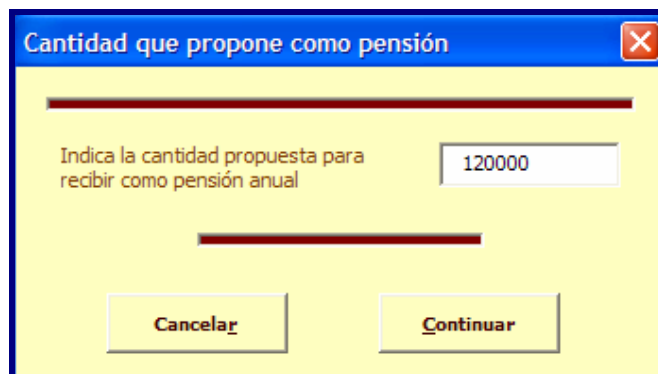 Cantidad que propone como pensión
Indica la cantidad propuesta para
recibir como pensión anual
120000
Cancelar
Continuar